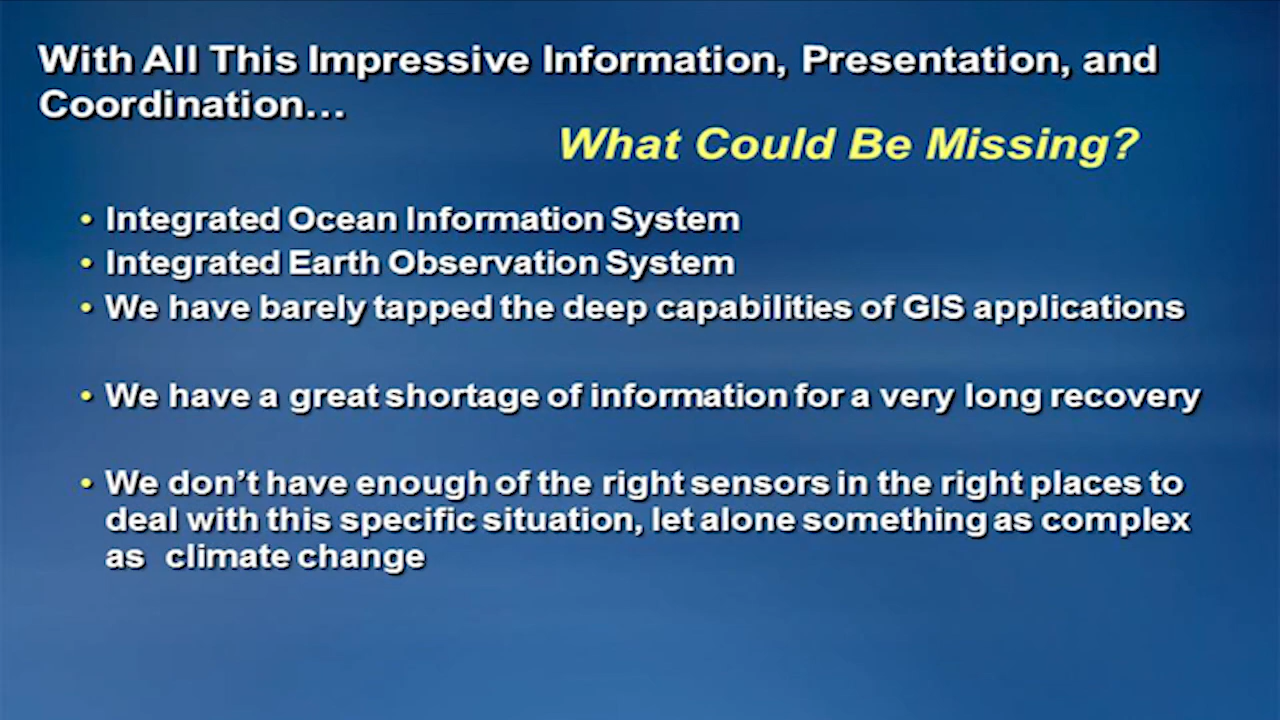 With All This Impressive Information, Presentation, and
Coordination…
What Could Be Missing?
• Integrated Ocean Information System
• Integrated Earth Observation System
• We have barely tapped the deep capabilities of GIS applications
• We have a great shortage of information for a very long recovery
• We don’t have enough of the right sensors in the right places to
deal with this specific situation, let alone something as complex
as climate change